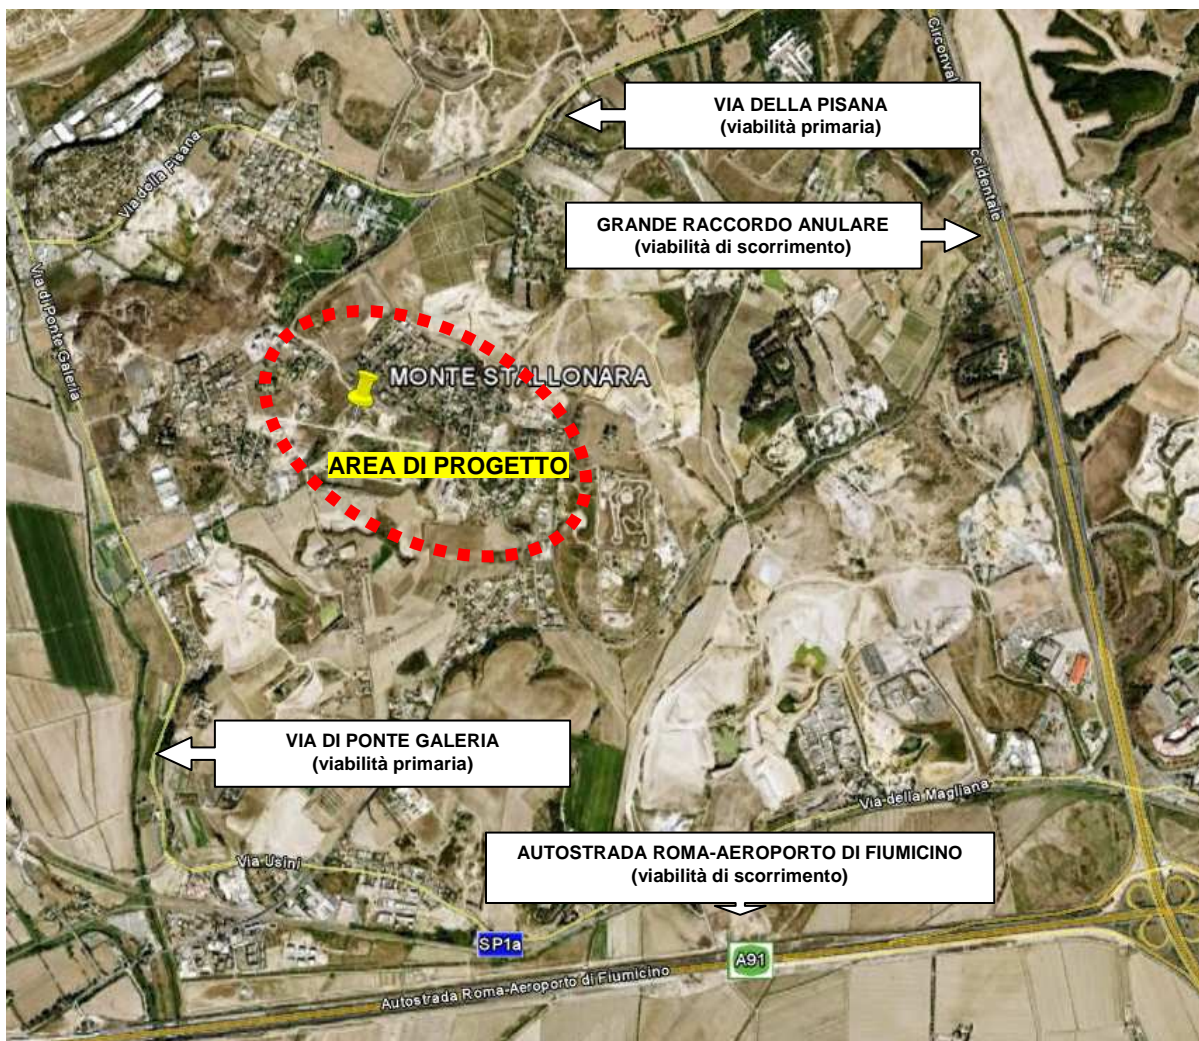 VIA DELLA PISANA
(viabilità primaria)
Circonval
ccidentale
Via della Pisana
GRANDE RACCORDO ANULARE
(viabilità di scorrimento)
Via di Ponte Galeria
MONTE STALLONARA
AREA DI PROGETTO
VIA DI PONTE GALERIA
(viabilità primaria)
Via della Magliana
AUTOSTRADA ROMA-AEROPORTO DI FIUMICINO
(viabilità di scorrimento)
Via Usini
SP1a
A91
Autostrada Roma-Aeroporto di Fiumicino